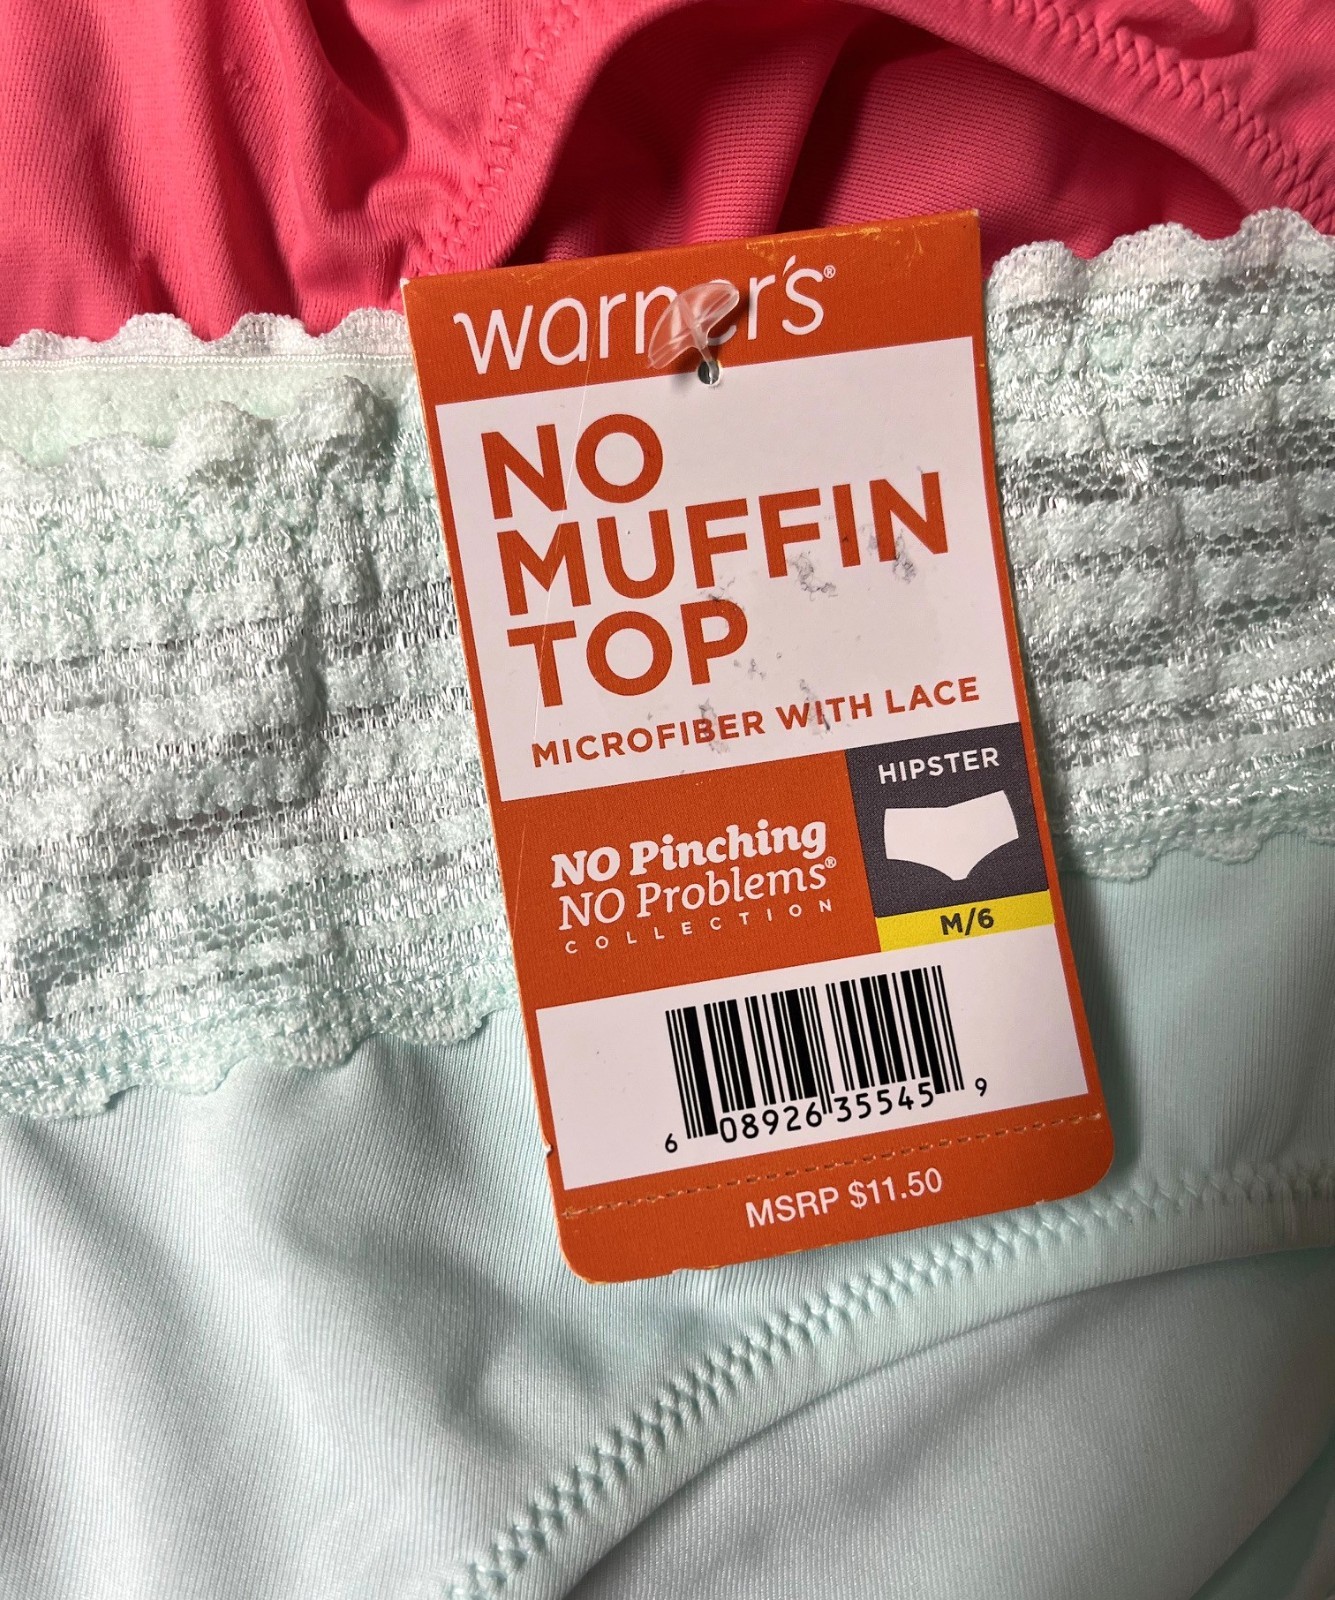 warner's®
NO
MUFFIN
TOP
MICROFIBER WITH LACE
HIPSTER
NO Pinching
NO Problems®
COLLECTION
M/6
6 08926 35545 9
MSRP $11.50